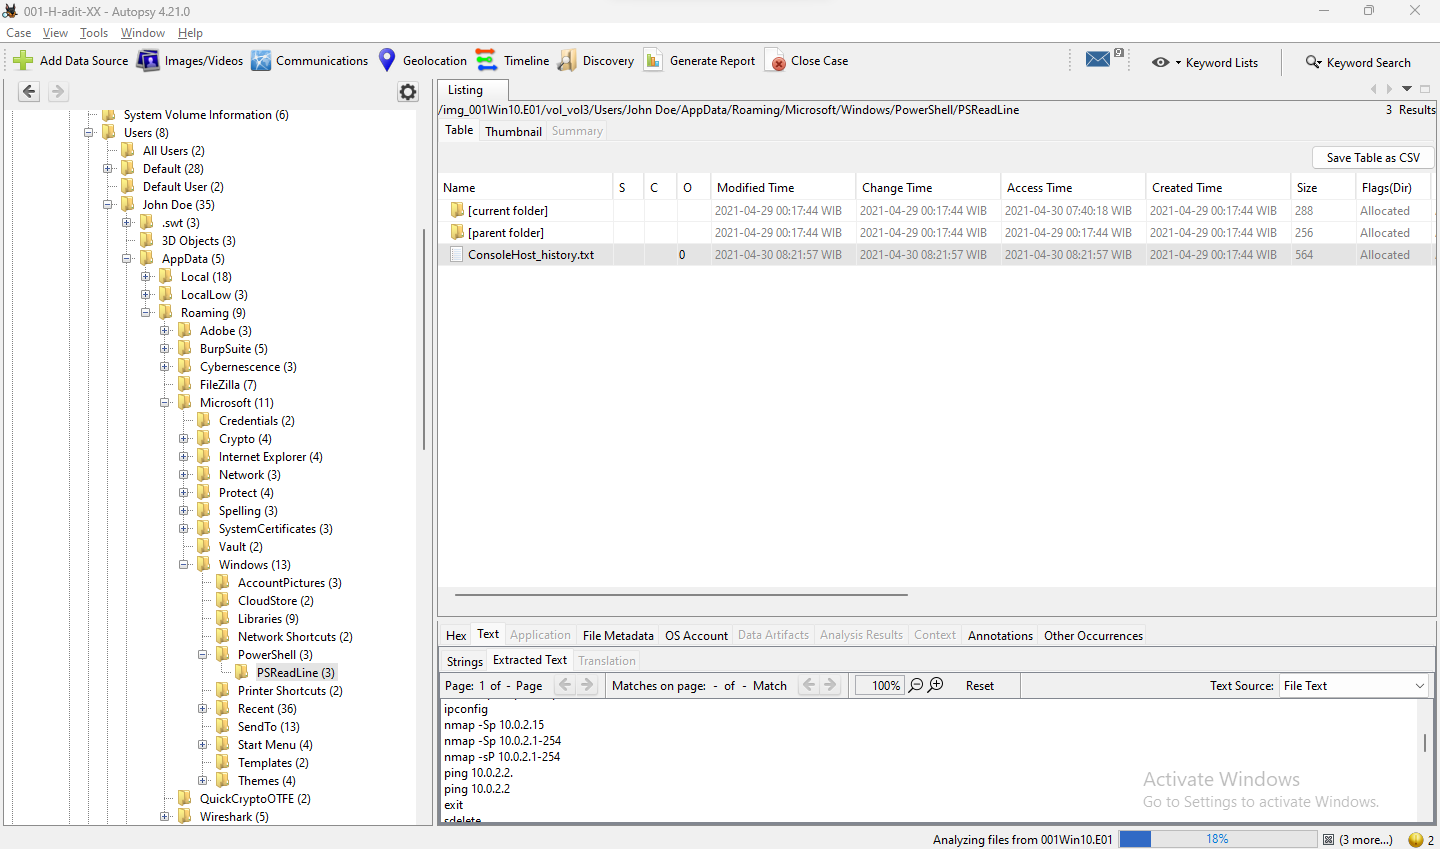 001-H-adit-XX - Autopsy 4.21.0
Case View Tools Window Help
Add Data Source Images/Videos Communications Geolocation Timeline Discovery Generate Report Close Case 9 Keyword Lists Keyword Search
System Volume Information (6)
Users (8)
All Users (2)
Default (28)
Default User (2)
John Doe (35)
.swt (3)
3D Objects (3)
AppData (5)
Local (18)
LocalLow (3)
Roaming (9)
Adobe (3)
BurpSuite (5)
Cybernescence (3)
FileZilla (7)
Microsoft (11)
Credentials (2)
Crypto (4)
Internet Explorer (4)
Network (3)
Protect (4)
Spelling (3)
SystemCertificates (3)
Vault (2)
Windows (13)
AccountPictures (3)
CloudStore (2)
Libraries (9)
Network Shortcuts (2)
PowerShell (3)
PSReadLine (3)
Printer Shortcuts (2)
Recent (36)
SendTo (13)
Start Menu (4)
Templates (2)
Themes (4)
QuickCryptoOTFE (2)
Wireshark (5)
Listing
/img_001Win10.E01/vol_vol3/Users/John Doe/AppData/Roaming/Microsoft/Windows/PowerShell/PSReadLine 3 Results
Table Thumbnail Summary
Save Table as CSV
Name S C O Modified Time Change Time Access Time Created Time Size Flags(Dir)
[current folder] 2021-04-29 00:17:44 WIB 2021-04-29 00:17:44 WIB 2021-04-30 07:40:18 WIB 2021-04-29 00:17:44 WIB 288 Allocated
[parent folder] 2021-04-29 00:17:44 WIB 2021-04-29 00:17:44 WIB 2021-04-29 00:17:44 WIB 2021-04-29 00:17:44 WIB 256 Allocated
ConsoleHost_history.txt 0 2021-04-30 08:21:57 WIB 2021-04-30 08:21:57 WIB 2021-04-30 08:21:57 WIB 2021-04-29 00:17:44 WIB 564 Allocated
Hex Text Application File Metadata OS Account Data Artifacts Analysis Results Context Annotations Other Occurrences
Strings Extracted Text Translation
Page: 1 of - Page Matches on page: - of - Match 100% Reset Text Source: File Text
ipconfig
nmap -Sp 10.0.2.15
nmap -Sp 10.0.2.1-254
nmap -sP 10.0.2.1-254
ping 10.0.2.2.
ping 10.0.2.2
exit
sdelete
Activate Windows
Go to Settings to activate Windows.
Analyzing files from 001Win10.E01 18% (3 more...) 2